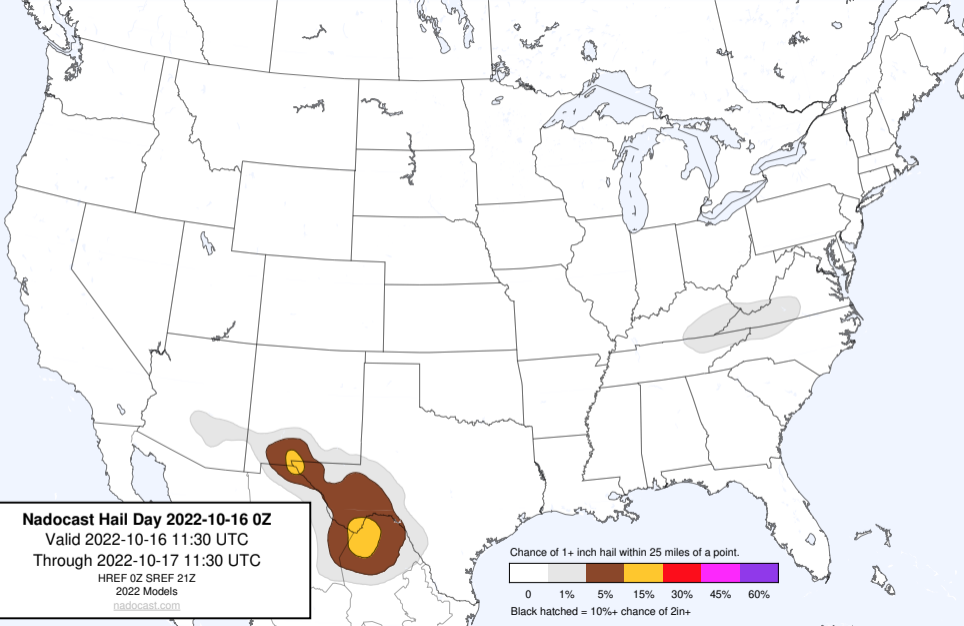 Nadocast Hail Day 2022-10-16 0Z
Valid 2022-10-16 11:30 UTC
Through 2022-10-17 11:30 UTC
HREF 0Z SREF 21Z
2022 Models
nadocast.com
Chance of 1+ inch hail within 25 miles of a point.
0 1% 5% 15% 30% 45% 60%
Black hatched = 10%+ chance of 2in+